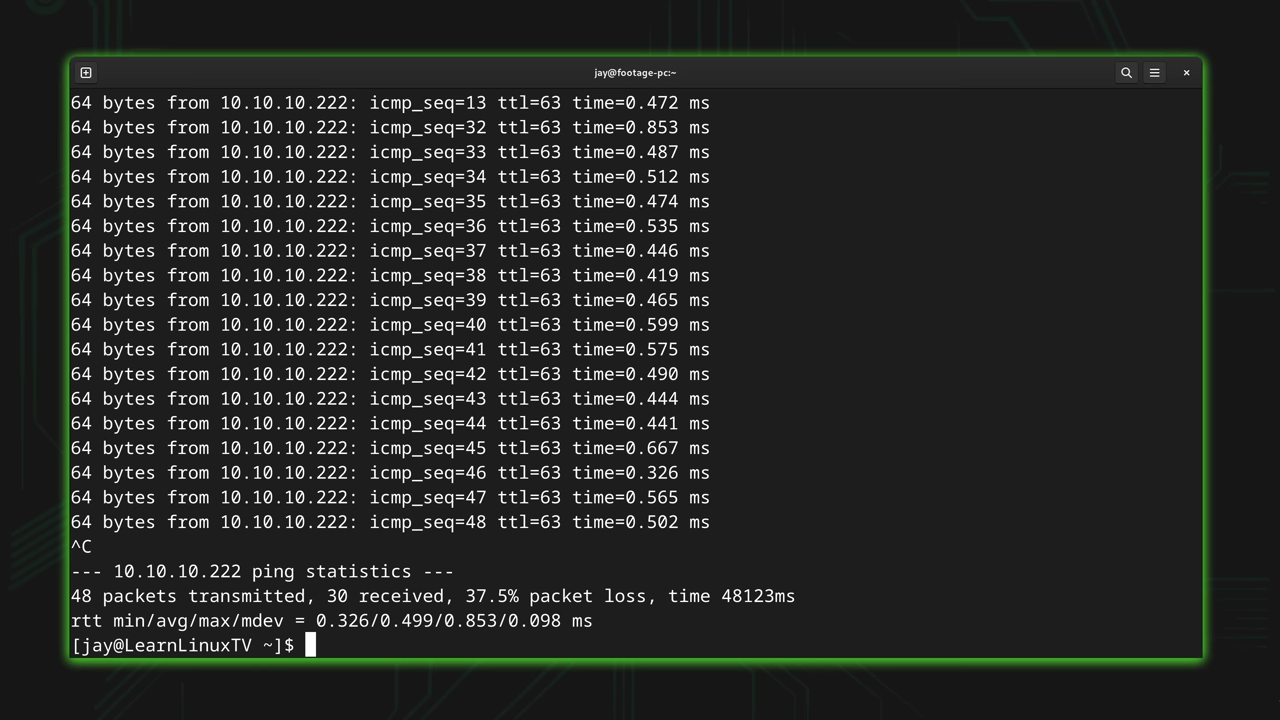 jay@footage-pc:~
64 bytes from 10.10.10.222: icmp_seq=13 ttl=63 time=0.472 ms
64 bytes from 10.10.10.222: icmp_seq=32 ttl=63 time=0.853 ms
64 bytes from 10.10.10.222: icmp_seq=33 ttl=63 time=0.487 ms
64 bytes from 10.10.10.222: icmp_seq=34 ttl=63 time=0.512 ms
64 bytes from 10.10.10.222: icmp_seq=35 ttl=63 time=0.474 ms
64 bytes from 10.10.10.222: icmp_seq=36 ttl=63 time=0.535 ms
64 bytes from 10.10.10.222: icmp_seq=37 ttl=63 time=0.446 ms
64 bytes from 10.10.10.222: icmp_seq=38 ttl=63 time=0.419 ms
64 bytes from 10.10.10.222: icmp_seq=39 ttl=63 time=0.465 ms
64 bytes from 10.10.10.222: icmp_seq=40 ttl=63 time=0.599 ms
64 bytes from 10.10.10.222: icmp_seq=41 ttl=63 time=0.575 ms
64 bytes from 10.10.10.222: icmp_seq=42 ttl=63 time=0.490 ms
64 bytes from 10.10.10.222: icmp_seq=43 ttl=63 time=0.444 ms
64 bytes from 10.10.10.222: icmp_seq=44 ttl=63 time=0.441 ms
64 bytes from 10.10.10.222: icmp_seq=45 ttl=63 time=0.667 ms
64 bytes from 10.10.10.222: icmp_seq=46 ttl=63 time=0.326 ms
64 bytes from 10.10.10.222: icmp_seq=47 ttl=63 time=0.565 ms
64 bytes from 10.10.10.222: icmp_seq=48 ttl=63 time=0.502 ms
^C
--- 10.10.10.222 ping statistics ---
48 packets transmitted, 30 received, 37.5% packet loss, time 48123ms
rtt min/avg/max/mdev = 0.326/0.499/0.853/0.098 ms
[jay@LearnLinuxTV ~]$